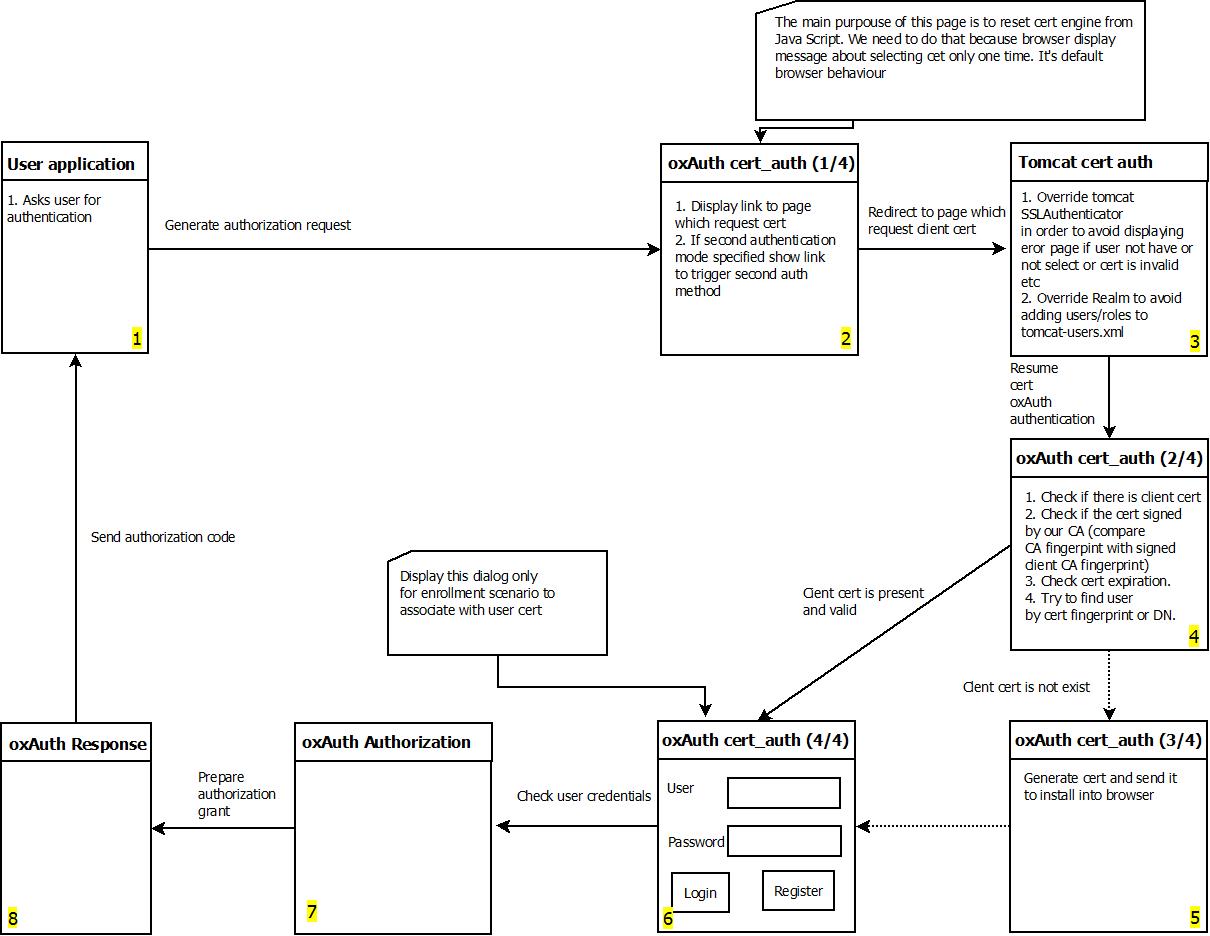 The main purpouse of this page is to reset cert engine from
Java Script. We need to do that because browser display
message about selecting cet only one time. It's default
browser behaviour
User application
1. Asks user for
authentication
1
Generate authorization request
oxAuth cert_auth (1/4)
1. Diisplay link to page
which request cert
2. If second authentication
mode specified show link
to trigger second auth
method
2
Redirect to page which
request client cert
Tomcat cert auth
1. Override tomcat
SSLAuthenticator
in order to avoid displaying
eror page if user not have or
not select or cert is invalid
etc
2. Override Realm to avoid
adding users/roles to
tomcat-users.xml
3
Resume
cert
oxAuth
authentication
oxAuth cert_auth (2/4)
1. Check if there is client cert
2. Check if the cert signed
by our CA (compare
CA fingerpint with signed
client CA fingerprint)
3. Check cert expiration.
4. Try to find user
by cert fingerprint or DN.
4
Send authorization code
Display this dialog only
for enrollment scenario to
associate with user cert
Cient cert is present
and valid
Clent cert is not exist
oxAuth Response
8
Prepare
authorization
grant
oxAuth Authorization
7
Check user credentials
oxAuth cert_auth (4/4)
User
Password
Login
Register
6
oxAuth cert_auth (3/4)
Generate cert and send it
to install into browser
5